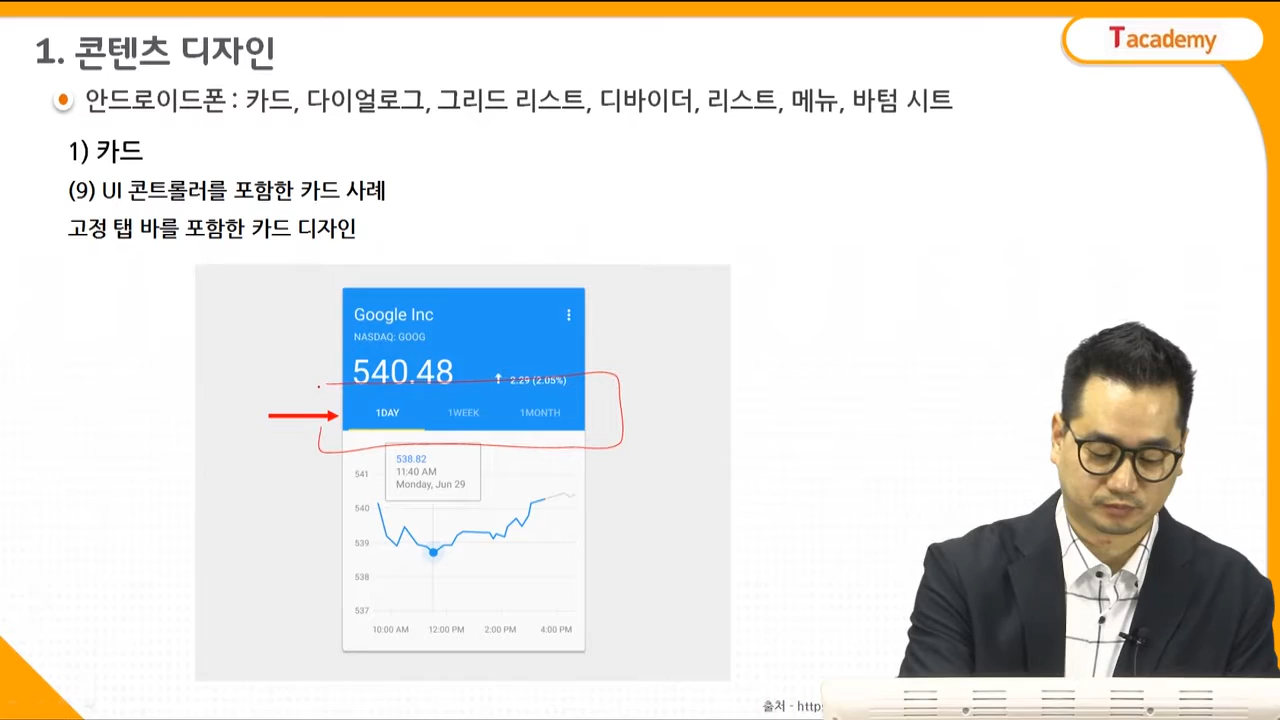 1. 콘텐츠 디자인
Tacademy
안드로이드폰 : 카드, 다이얼로그, 그리드 리스트, 디바이더, 리스트, 메뉴, 바텀 시트
1) 카드
(9) UI 콘트롤러를 포함한 카드 사례
고정 탭 바를 포함한 카드 디자인
Google Inc
NASDAQ: GOOG
540.48
2.29 (2.05%)
1DAY 1WEEK 1MONTH
538.82
11:40 AM
Monday, Jun 29
541
540
539
538
537
10:00 AM 12:00 PM 2:00 PM 4:00 PM
출처 - https